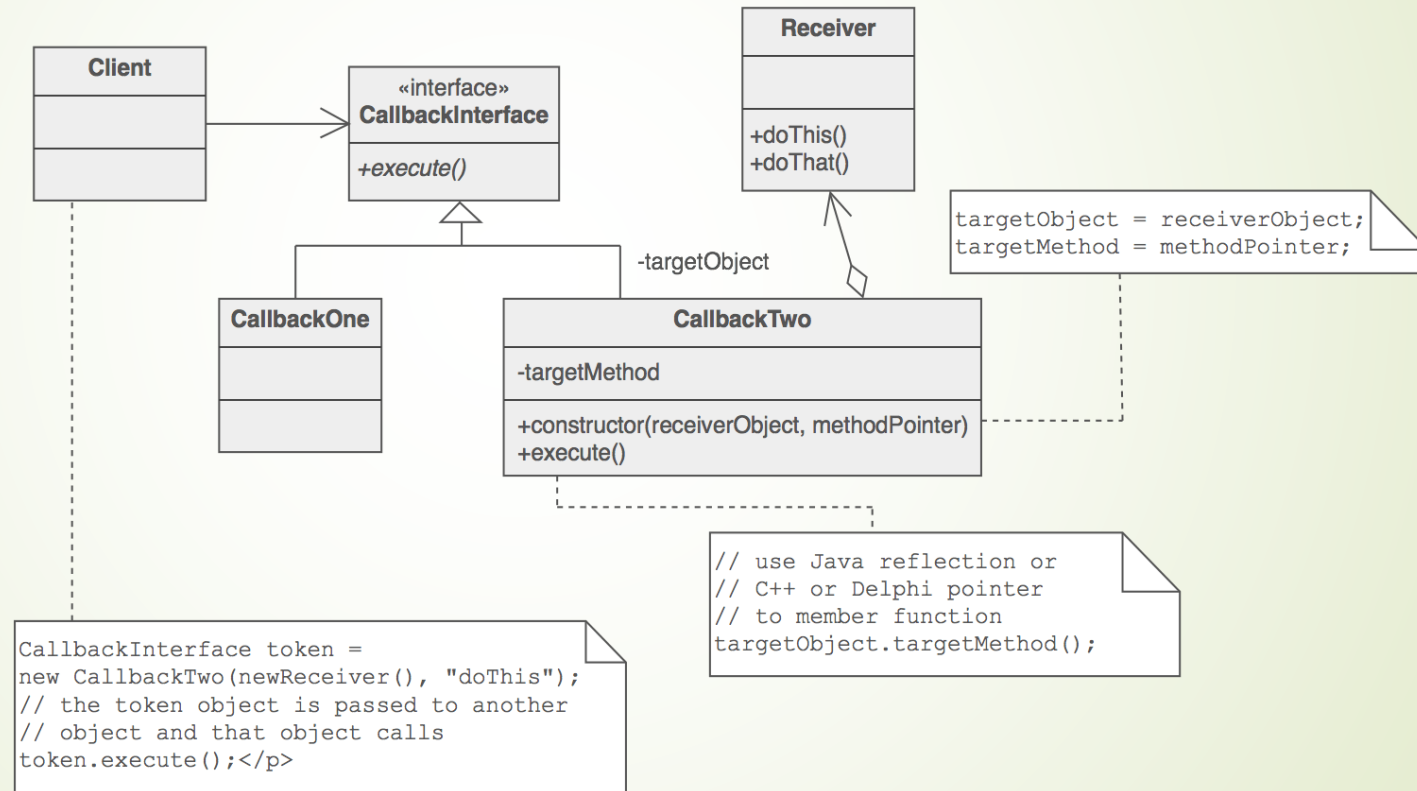 Client
«interface»
CallbackInterface
+execute()
Receiver
+doThis()
+doThat()
targetObject = receiverObject;
targetMethod = methodPointer;
-targetObject
CallbackOne
CallbackTwo
-targetMethod
+constructor(receiverObject, methodPointer)
+execute()
// use Java reflection or
// C++ or Delphi pointer
// to member function
targetObject.targetMethod();
CallbackInterface token =
new CallbackTwo(newReceiver(), "doThis");
// the token object is passed to another
// object and that object calls
token.execute();</p>